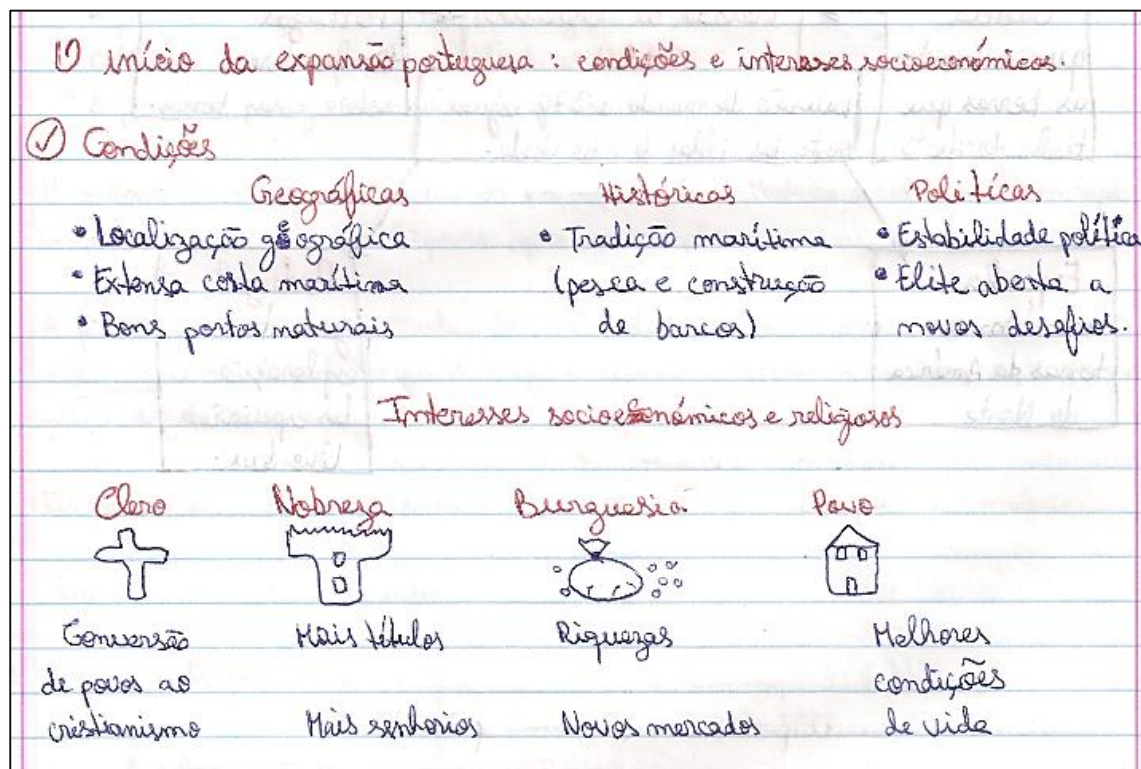 O início da expansão portuguesa : condições e interesses socioeconómicos.
Condições
Geográficas Históricas Políticas
• Localização geográfica • Tradição marítima • Estabilidade política
• Extensa costa marítima (pesca e construção • Elite aberta a
• Bons portos naturais de barcos) novos desafios.
Interesses socioeconómicos e religiosos
Clero Nobreza Burguesia Povo
Conversão Mais títulos Riquezas Melhores
de povos ao condições
cristianismo Mais senhorios Novos mercados de vida